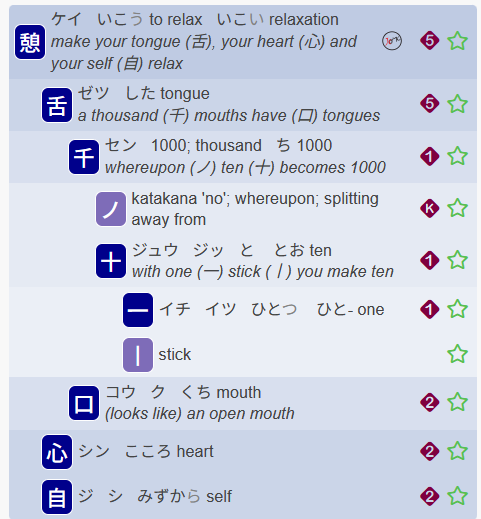 憩 ケイ いこう to relax いこい relaxation
make your tongue (舌), your heart (心) and
your self (自) relax
5
舌 ゼツ した tongue
a thousand (千) mouths have (口) tongues
5
千 セン 1000; thousand ち 1000
whereupon (ノ) ten (十) becomes 1000
1
ノ katakana 'no'; whereupon; splitting
away from
K
十 ジュウ ジッ と とお ten
with one (一) stick (丨) you make ten
1
一 イチ イツ ひとつ ひと- one
1
丨 stick
口 コウ ク くち mouth
(looks like) an open mouth
2
心 シン こころ heart
2
自 ジ シ みずから self
2